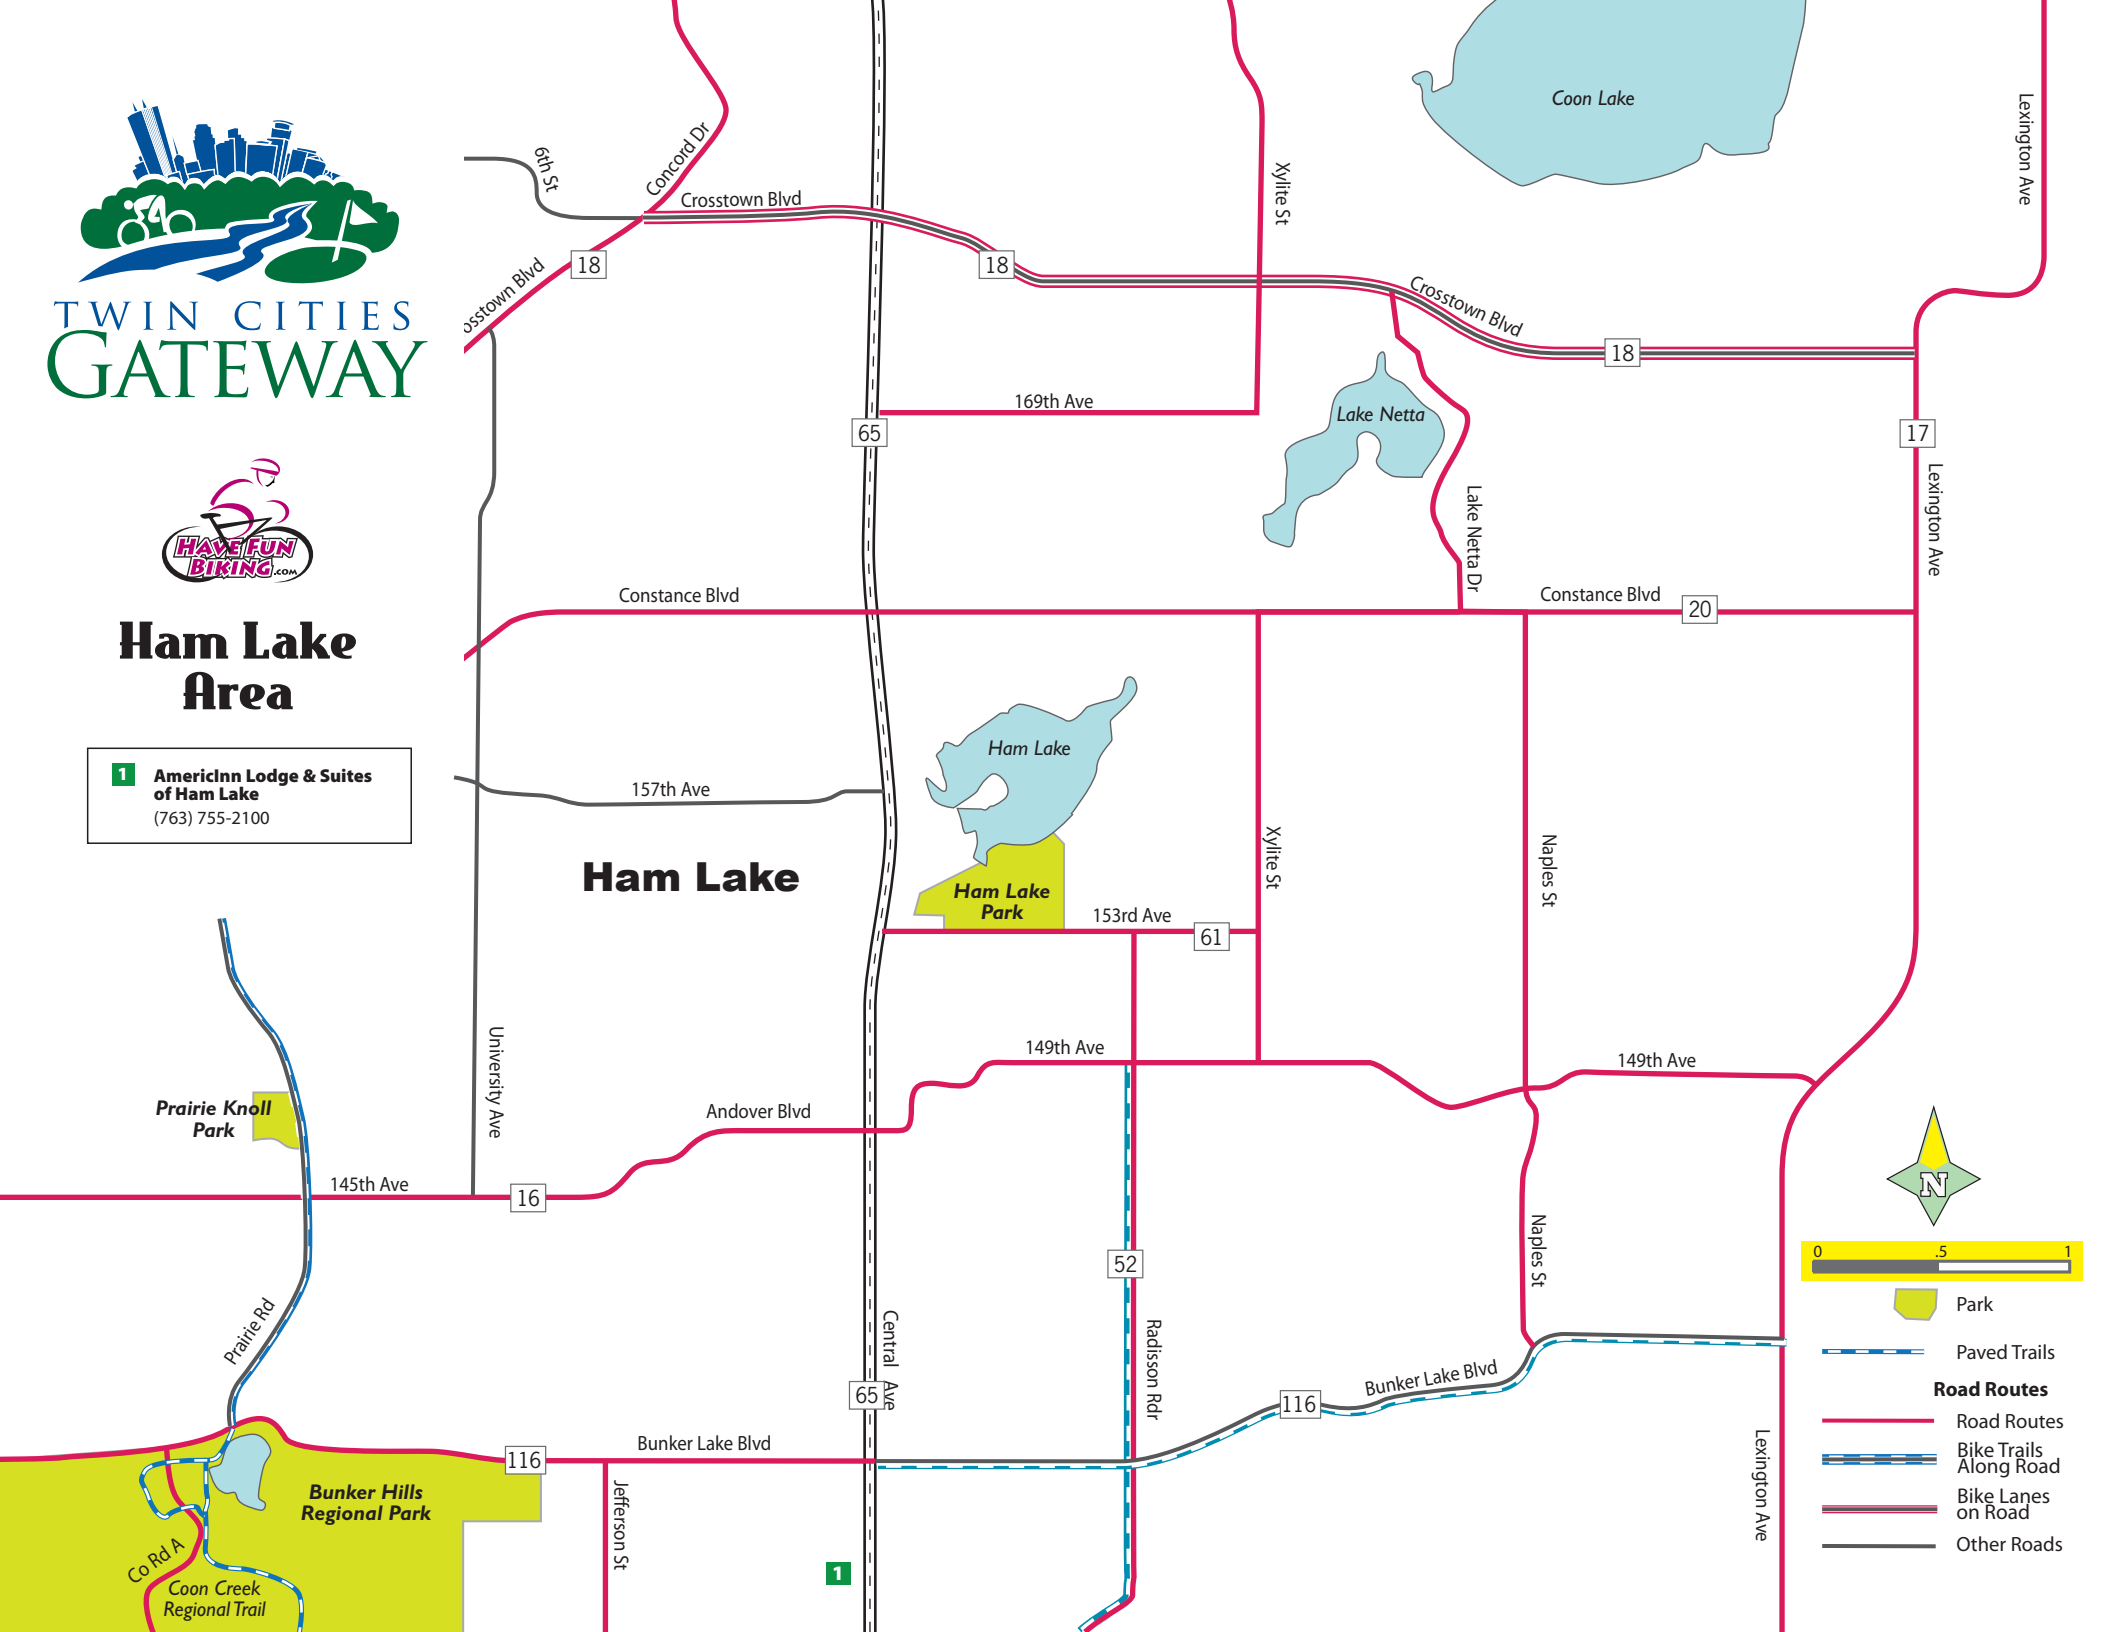 TWIN CITIES
GATEWAY
HAVE FUN
BIKING.COM
Ham Lake
Area
1
AmericInn Lodge & Suites
of Ham Lake
(763) 755-2100
6th St
Concord Dr
Crosstown Blvd
18
osstown Blvd
18
Xylite St
Coon Lake
Lexington Ave
Crosstown Blvd
18
169th Ave
65
Lake Netta
17
Lexington Ave
Lake Netta Dr
Constance Blvd
Constance Blvd
20
Ham Lake
157th Ave
Ham Lake
Ham Lake
Park
153rd Ave
61
Xylite St
Naples St
University Ave
149th Ave
149th Ave
Prairie Knoll
Park
Andover Blvd
145th Ave
16
52
Naples St
Prairie Rd
Central Ave
65
Radisson Rdr
Bunker Lake Blvd
116
Bunker Lake Blvd
116
Jefferson St
Bunker Hills
Regional Park
Co Rd A
Coon Creek
Regional Trail
1
Lexington Ave
N
0 .5 1
Park
Paved Trails
Road Routes
Road Routes
Bike Trails
Along Road
Bike Lanes
on Road
Other Roads